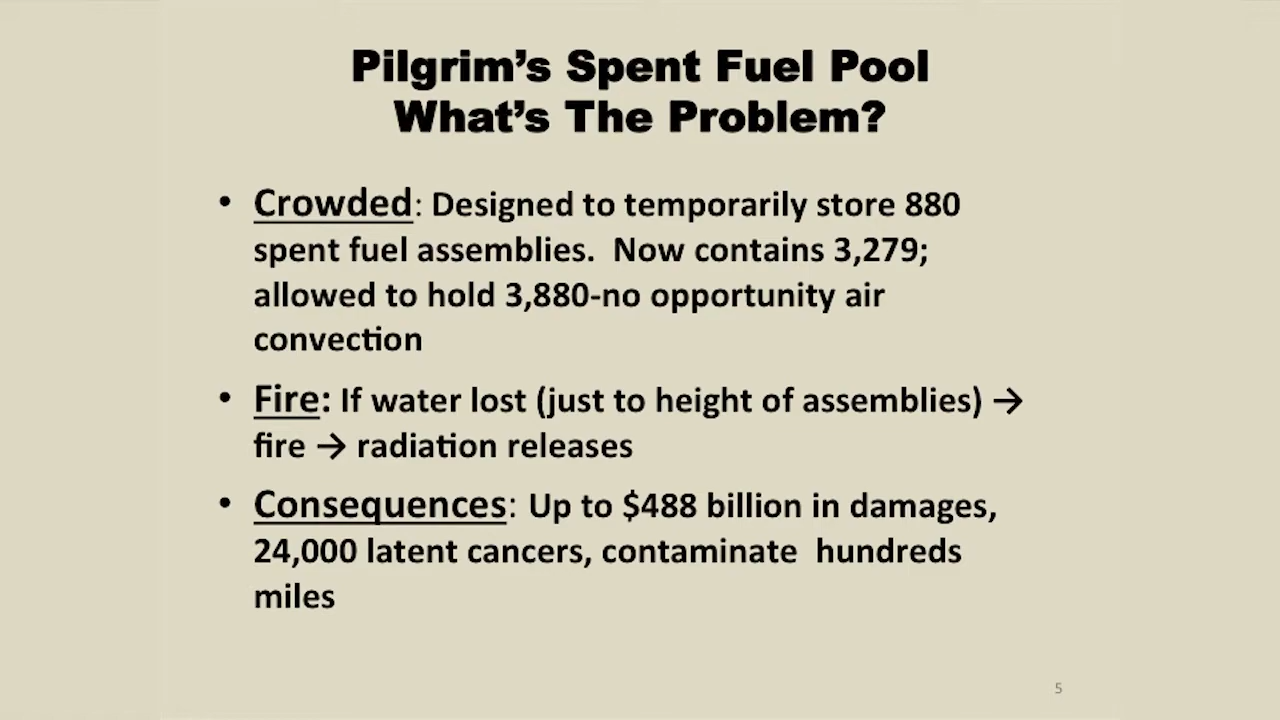 Pilgrim's Spent Fuel Pool
What's The Problem?
• Crowded: Designed to temporarily store 880
spent fuel assemblies.  Now contains 3,279;
allowed to hold 3,880-no opportunity air
convection
• Fire: If water lost (just to height of assemblies) →
fire → radiation releases
• Consequences: Up to $488 billion in damages,
24,000 latent cancers, contaminate  hundreds
miles
5